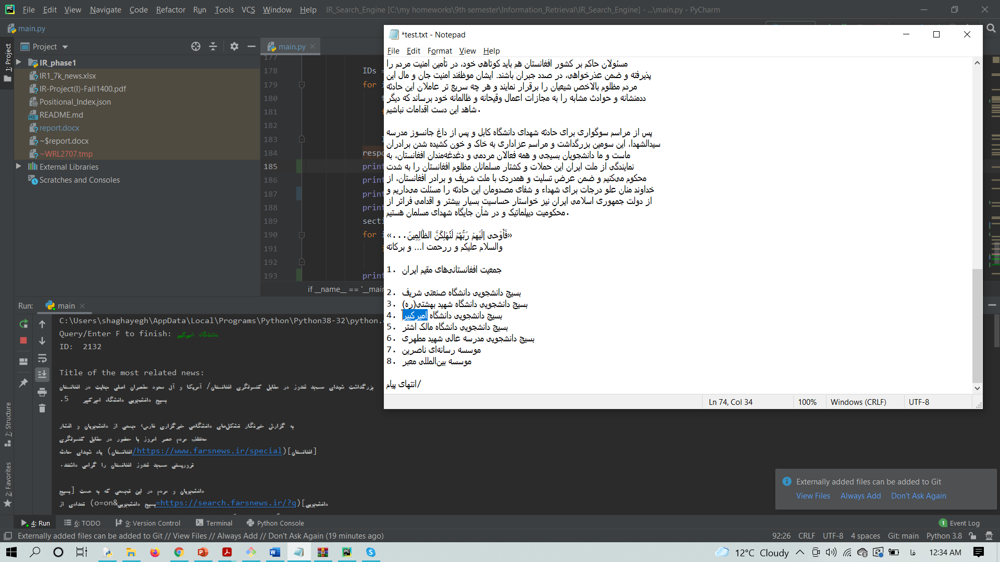 File Edit View Navigate Code Refactor Run Tools VCS Window Help IR_Search_Engine [C:\my homeworks\9th semester\Information_Retrieval\IR_Search_Engine] - ...\main.py - PyCharm
main.py
1: Project
Project
IR_phase1
IR1_7k_news.xlsx
IR-Project(I)-Fall1400.pdf
Positional_Index.json
README.md
report.docx
~$report.docx
~WRL2707.tmp
External Libraries
Scratches and Consoles
main.py
177
178 IDs =
179 for i
180 t
181 f
182
183
184 respo
185 print
186 print
187 print
188 print
189 secti
190 for i
191 i
192
193 print
if __name__ == '__mai
*test.txt - Notepad
File Edit Format View Help
مسئولان حاکم بر کشور افغانستان هم باید کوتاهی خود، در تأمین امنیت مردم را
پذیرفته و ضمن عذرخواهی، در صدد جبران باشند. ایشان موظفند امنیت جان و مال این
مردم مظلوم بالاخص شیعیان را برقرار نمایند و هر چه سریع تر عاملان این حادثه
ددمنشانه و حوادث مشابه را به مجازات اعمال وقیحانه و ظالمانه خود برساند که دیگر
شاهد این دست اقدامات نباشیم.
پس از مراسم سوگواری برای حادثه شهدای دانشگاه کابل و پس از داغ جانسوز مدرسه
سیدالشهدا، این سومین بزرگداشت و مراسم عزاداری به خاک و خون کشیده شدن برادران
ماست و ما دانشجویان بسیجی و همه فعالان مردمی و دغدغه‌مندان افغانستان، به
نمایندگی از ملت ایران این حملات و کشتار مسلمانان مظلوم افغانستان را به شدت
محکوم می‌کنیم و ضمن عرض تسلیت و همدردی با ملت شریف و برادر افغانستان، از
خداوند منان علو درجات برای شهداء و شفای مصدومان این حادثه را مسئلت می‌داریم و
از دولت جمهوری اسلامی ایران نیز خواستار حساسیت بسیار بیشتر و اقدامی فراتر از
محکومیت دیپلماتیک و در شأن جایگاه شهدای مسلمان هستیم.
«فَأَوْحى‏ إِلَيْهِمْ رَبُّهُمْ لَنُهْلِكَنَّ الظَّالِمِينَ...»
والسلام علیکم و ررحمت ا... و برکاته
1. جمعیت افغانستانی‌های مقیم ایران
2. بسیج دانشجویی دانشگاه صنعتی شریف
3. بسیج دانشجویی دانشگاه شهید بهشتی(ره)
4. بسیج دانشجویی دانشگاه امیرکبیر
5. بسیج دانشجویی دانشگاه مالک اشتر
6. بسیج دانشجویی مدرسه عالی شهید مطهری
7. موسسه رسانه‌ای ناصرین
8. موسسه بین‌المللی معبر
انتهای پیام/
Ln 74, Col 34 100% Windows (CRLF) UTF-8
Run: main
C:\Users\shaghayegh\AppData\Local\Programs\Python\Python38-32\python.
Query/Enter F to finish: دانشگاه امیرکبیر
ID: 2132
Title of the most related news:
بزرگداشت شهدای مسجد قندوز در مقابل کنسولگری افغانستان/ آمریکا و آل سعود مقصران اصلی جنایت در افغانستان
بسیج دانشجویی دانشگاه امیرکبیر 5.
به گزارش خبرنگار تشکل‌های دانشگاهی خبرگزاری فارس؛ جمعی از دانشجویان و اقشار
مختلف مردم عصر امروز با حضور در مقابل کنسولگری
[افغانستان](https://www.farsnews.ir/special/افغانستان) یاد شهدای حادثه
تروریستی مسجد قندوز افغانستان را گرامی داشتند.
دانشجویان و مردم در این تجمعی که به همت [بسیج
دانشجویی](https://search.farsnews.ir/?q=بسیج دانشجویی&o=on) تعدادی از
7: Structure
2: Favorites
Externally added files can be added to Git
View Files Always Add Don't Ask Again
4: Run 6: TODO 9: Version Control Terminal Python Console 1 Event Log
Externally added files can be added to Git // View Files // Always Add // Don't Ask Again (19 minutes ago) 92:26 CRLF UTF-8 4 spaces Git: main Python 3.8
12°C Cloudy فا 12:34 AM